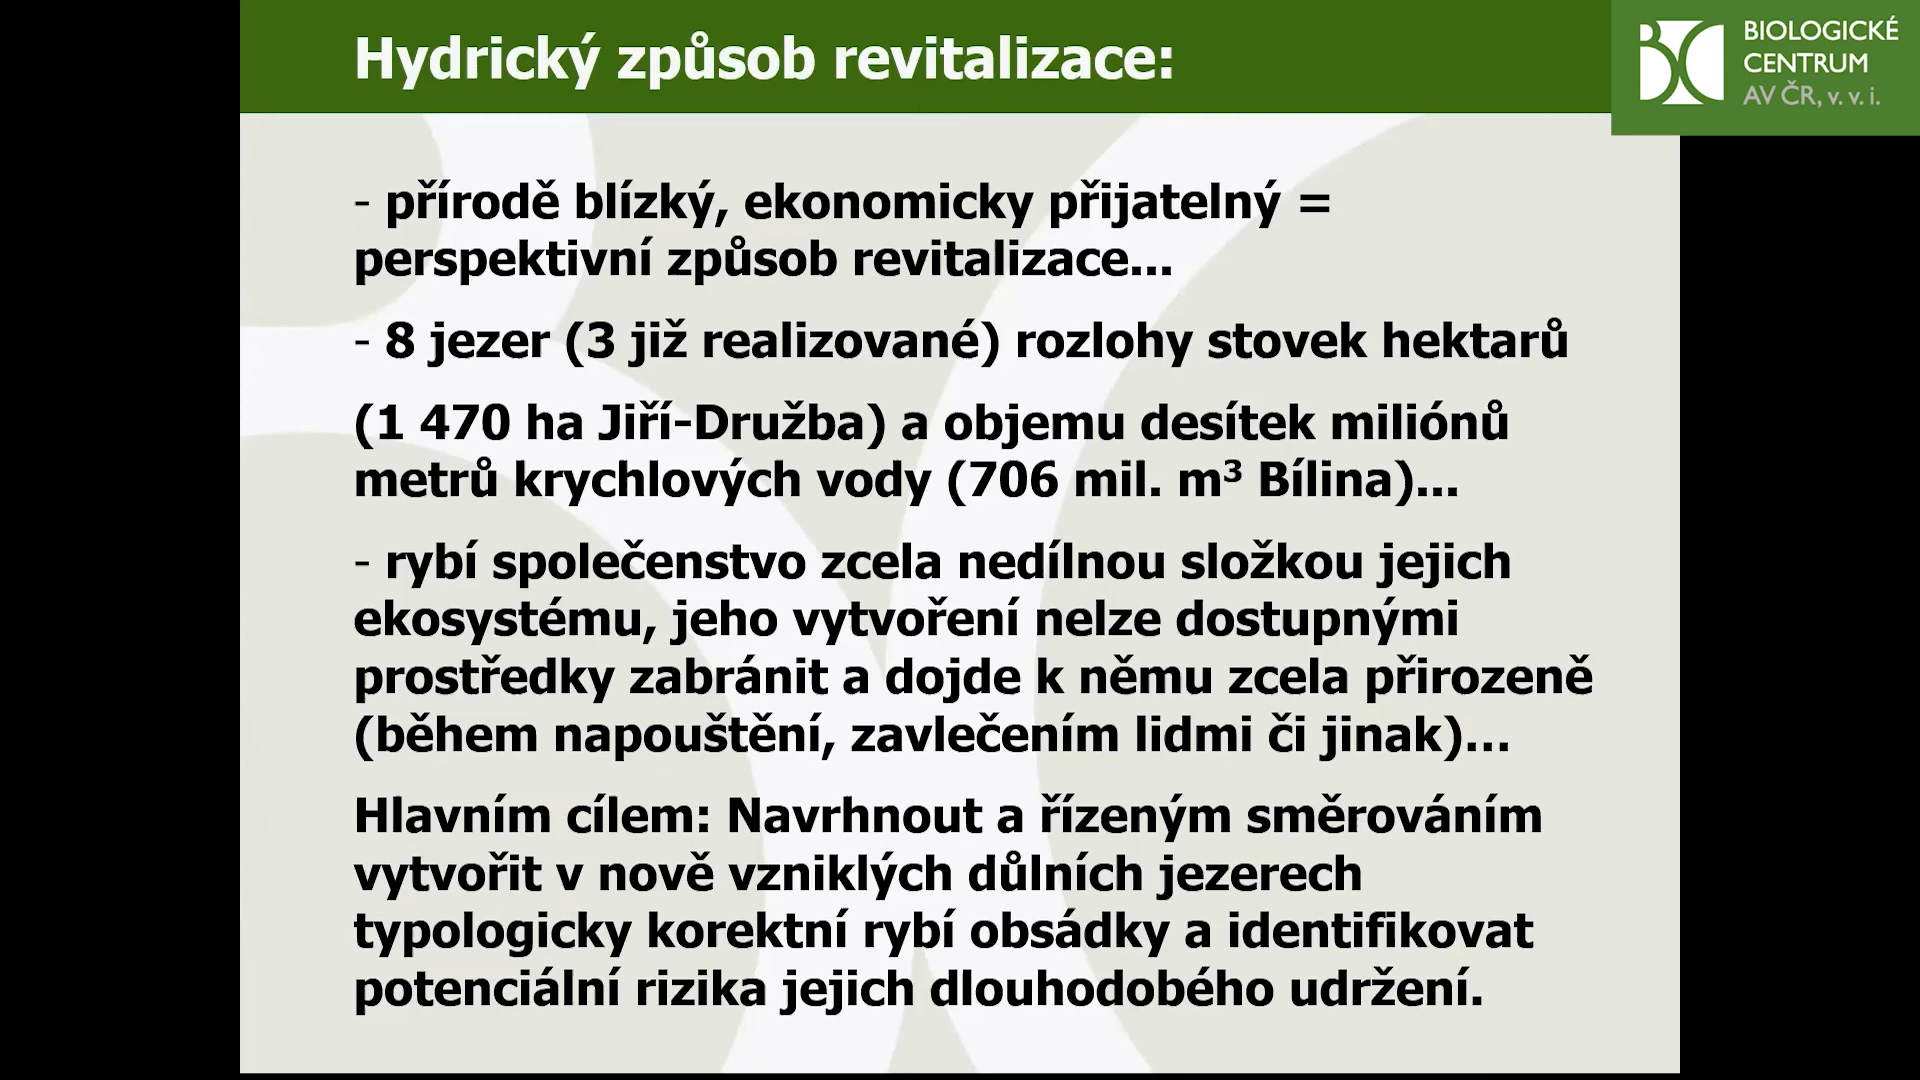 Hydrický způsob revitalizace:
BIOLOGICKÉ
CENTRUM
AV ČR, v. v. i.
- přírodě blízký, ekonomicky přijatelný =
perspektivní způsob revitalizace...
- 8 jezer (3 již realizované) rozlohy stovek hektarů
(1 470 ha Jiří-Družba) a objemu desítek miliónů
metrů krychlových vody (706 mil. m³ Bílina)...
- rybí společenstvo zcela nedílnou složkou jejich
ekosystému, jeho vytvoření nelze dostupnými
prostředky zabránit a dojde k němu zcela přirozeně
(během napouštění, zavlečením lidmi či jinak)...
Hlavním cílem: Navrhnout a řízeným směrováním
vytvořit v nově vzniklých důlních jezerech
typologicky korektní rybí obsádky a identifikovat
potenciální rizika jejich dlouhodobého udržení.